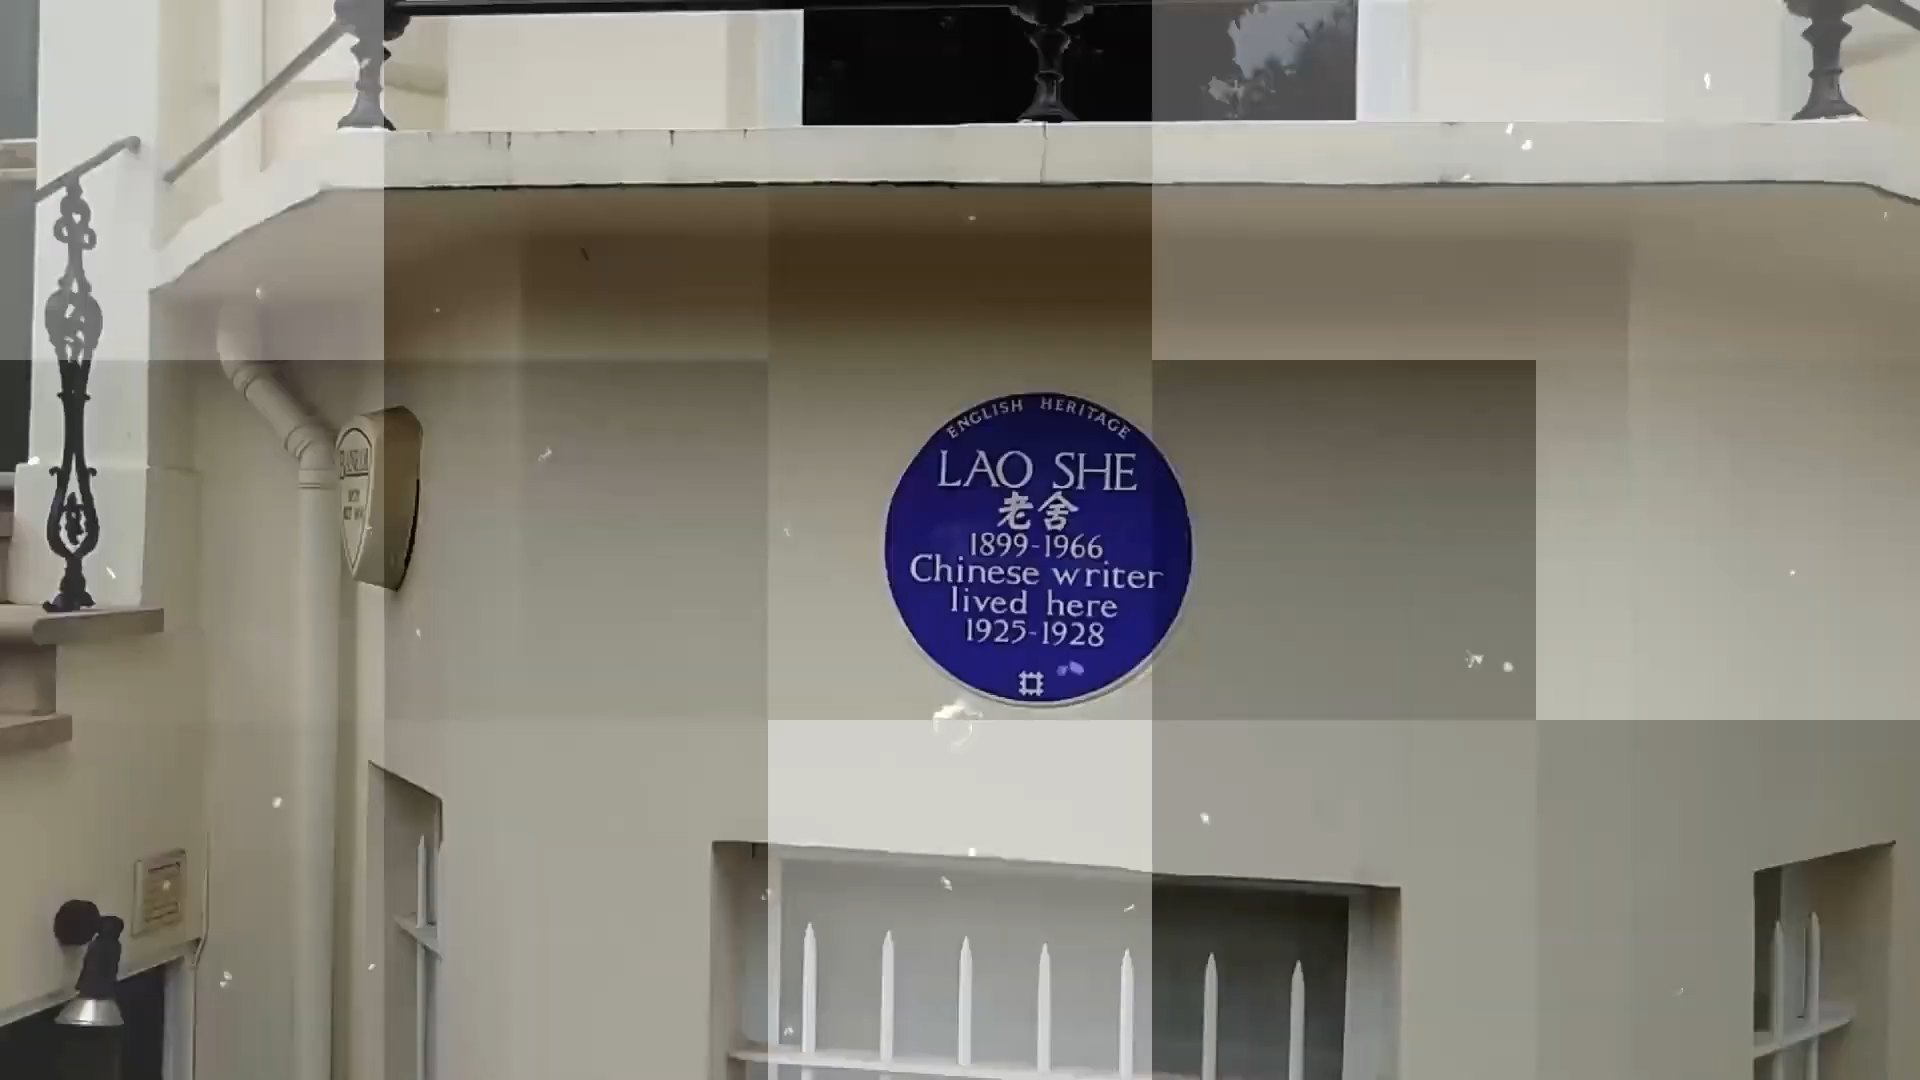 ENGLISH HERITAGE
LAO SHE
老舍
1899-1966
Chinese writer
lived here
1925-1928